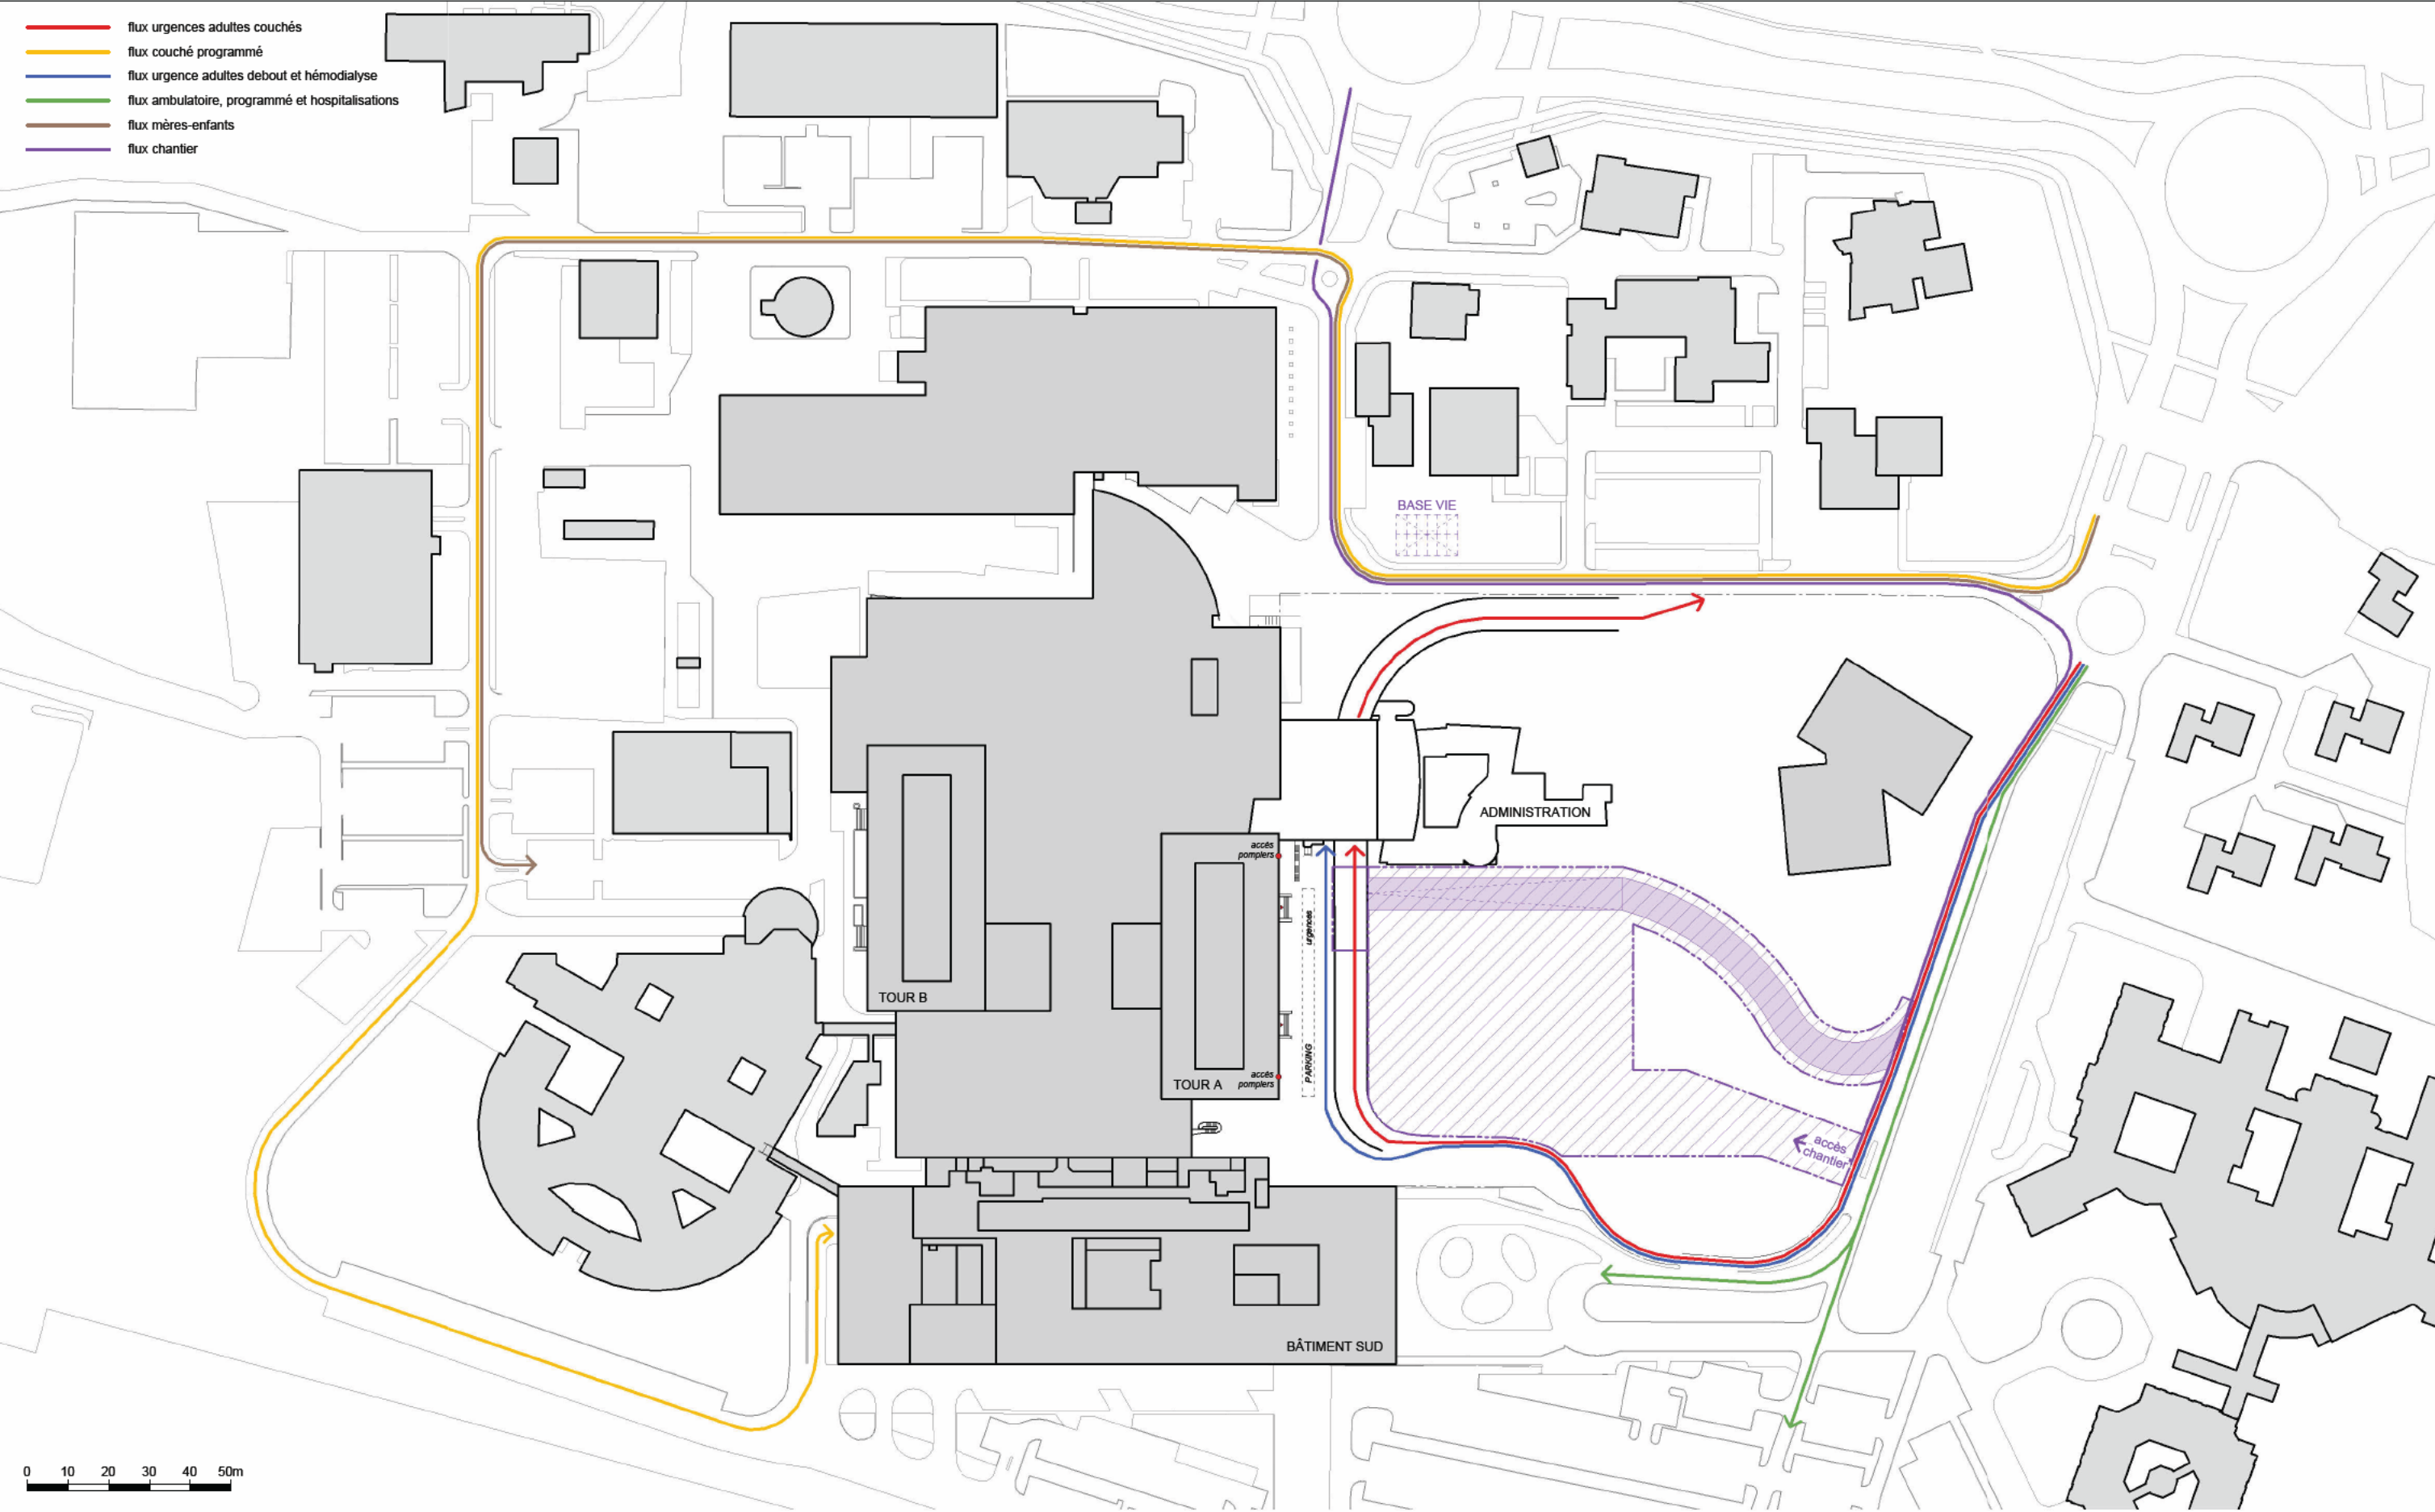 flux urgences adultes couchés
flux couché programmé
flux urgence adultes debout et hémodialyse
flux ambulatoire, programmé et hospitalisations
flux mères-enfants
flux chantier
BASE VIE
ADMINISTRATION
accès
pompiers
urgences
PARKING
TOUR B
TOUR A
accès
pompiers
accès
chantier
BÂTIMENT SUD
0 10 20 30 40 50m